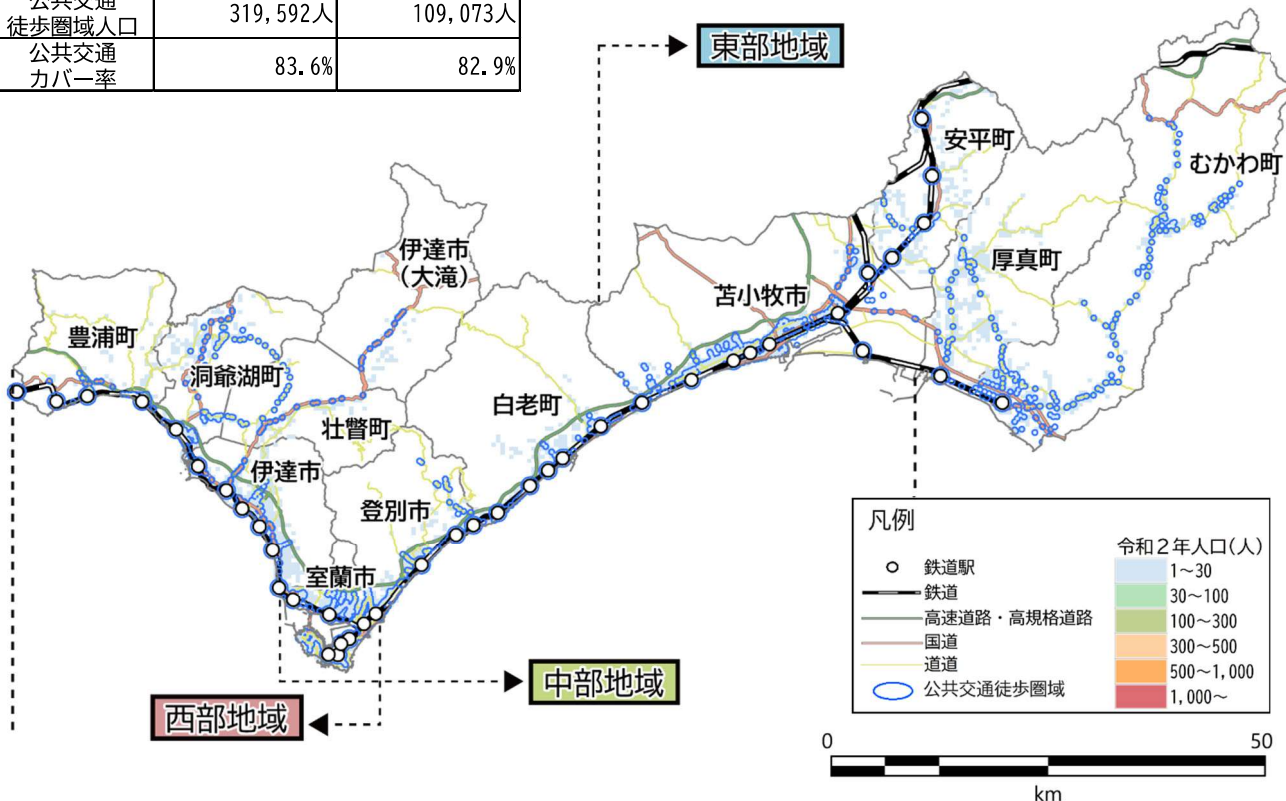 公共交通
徒歩圏域人口
319,592人
109,073人
公共交通
カバー率
83.6%
82.9%
東部地域
安平町
むかわ町
伊達市
(大滝)
厚真町
苫小牧市
豊浦町
洞爺湖町
白老町
壮瞥町
伊達市
登別市
室蘭市
中部地域
西部地域
凡例
鉄道駅
鉄道
高速道路・高規格道路
国道
道道
公共交通徒歩圏域
令和2年人口(人)
1~30
30~100
100~300
300~500
500~1,000
1,000~
0
50
km